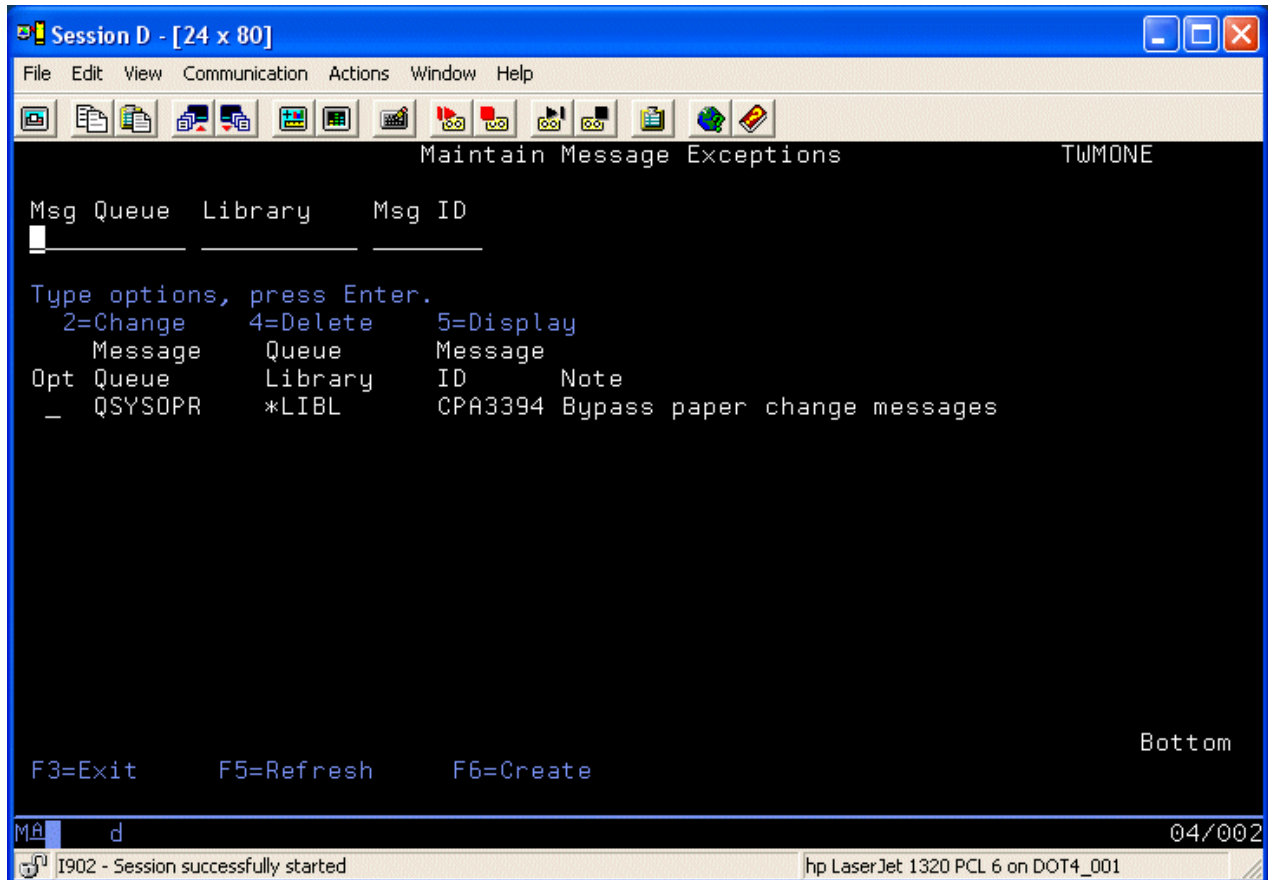 Session D - [24 x 80]
File Edit View Communication Actions Window Help
Maintain Message Exceptions TWMONE
Msg Queue Library Msg ID
Type options, press Enter.
2=Change 4=Delete 5=Display
Message Queue Message
Opt Queue Library ID Note
_ QSYSOPR *LIBL CPA3394 Bypass paper change messages
Bottom
F3=Exit F5=Refresh F6=Create
MA d 04/002
I902 - Session successfully started hp LaserJet 1320 PCL 6 on DOT4_001